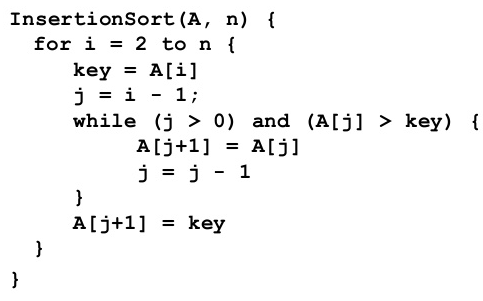 InsertionSort(A, n) {
for i = 2 to n {
key = A[i]
j = i - 1;
while (j > 0) and (A[j] > key) {
A[j+1] = A[j]
j = j - 1
}
A[j+1] = key
}
}